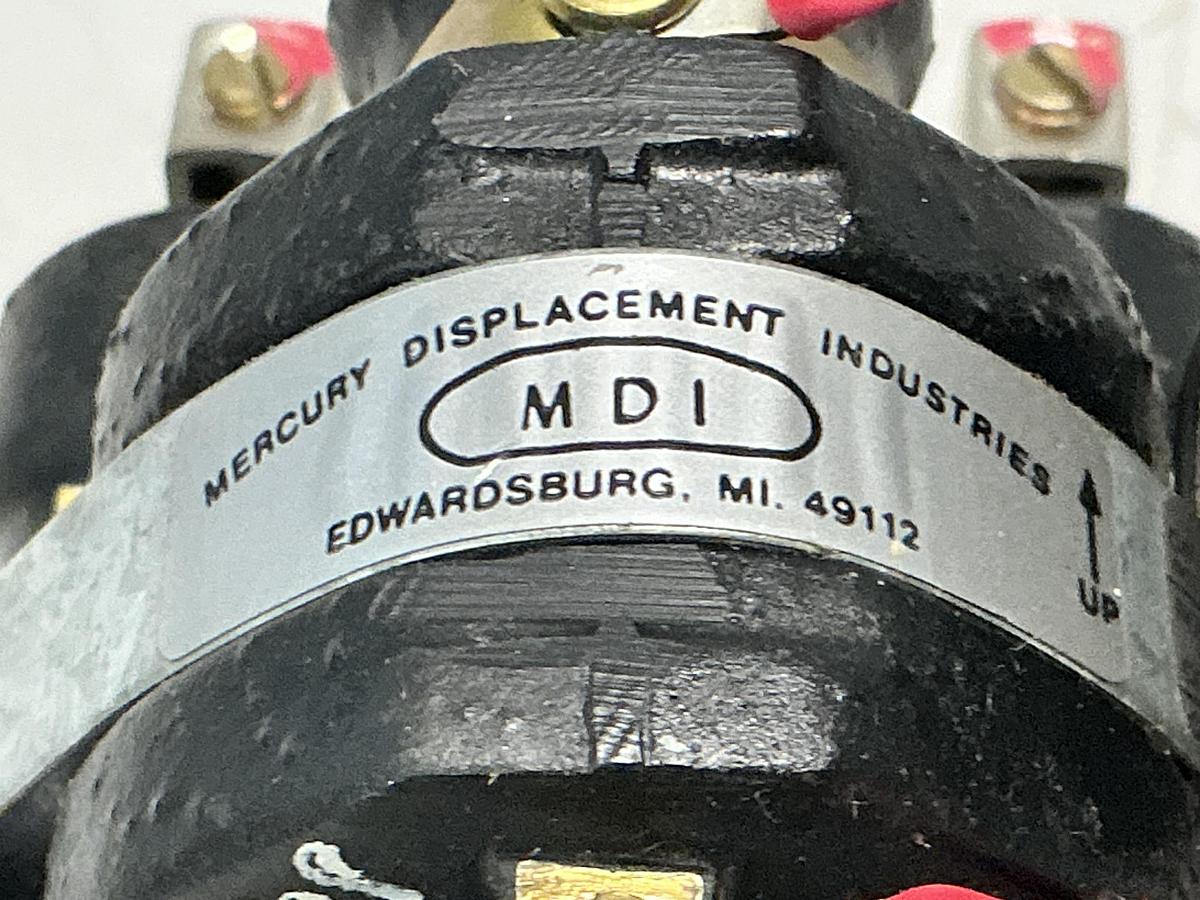 MERCURY DISPLACEMENT INDUSTRIES
MDI
EDWARDSBURG, MI. 49112
UP